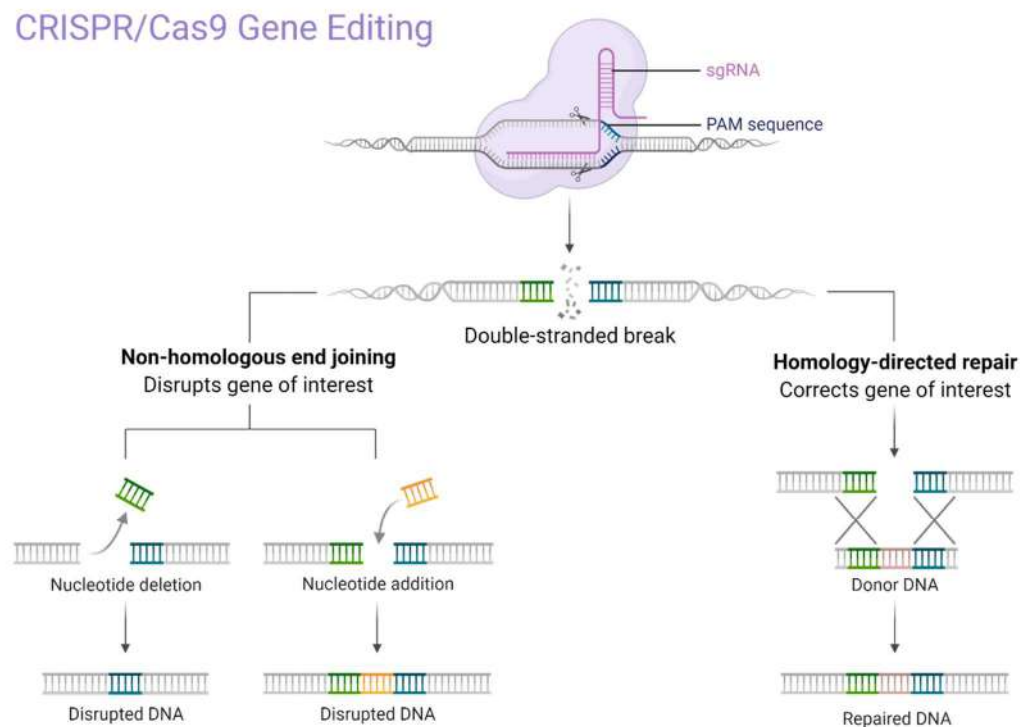 CRISPR/Cas9 Gene Editing
sgRNA
PAM sequence
Double-stranded break
Non-homologous end joining
Disrupts gene of interest
Homology-directed repair
Corrects gene of interest
Nucleotide deletion
Nucleotide addition
Donor DNA
Disrupted DNA
Disrupted DNA
Repaired DNA